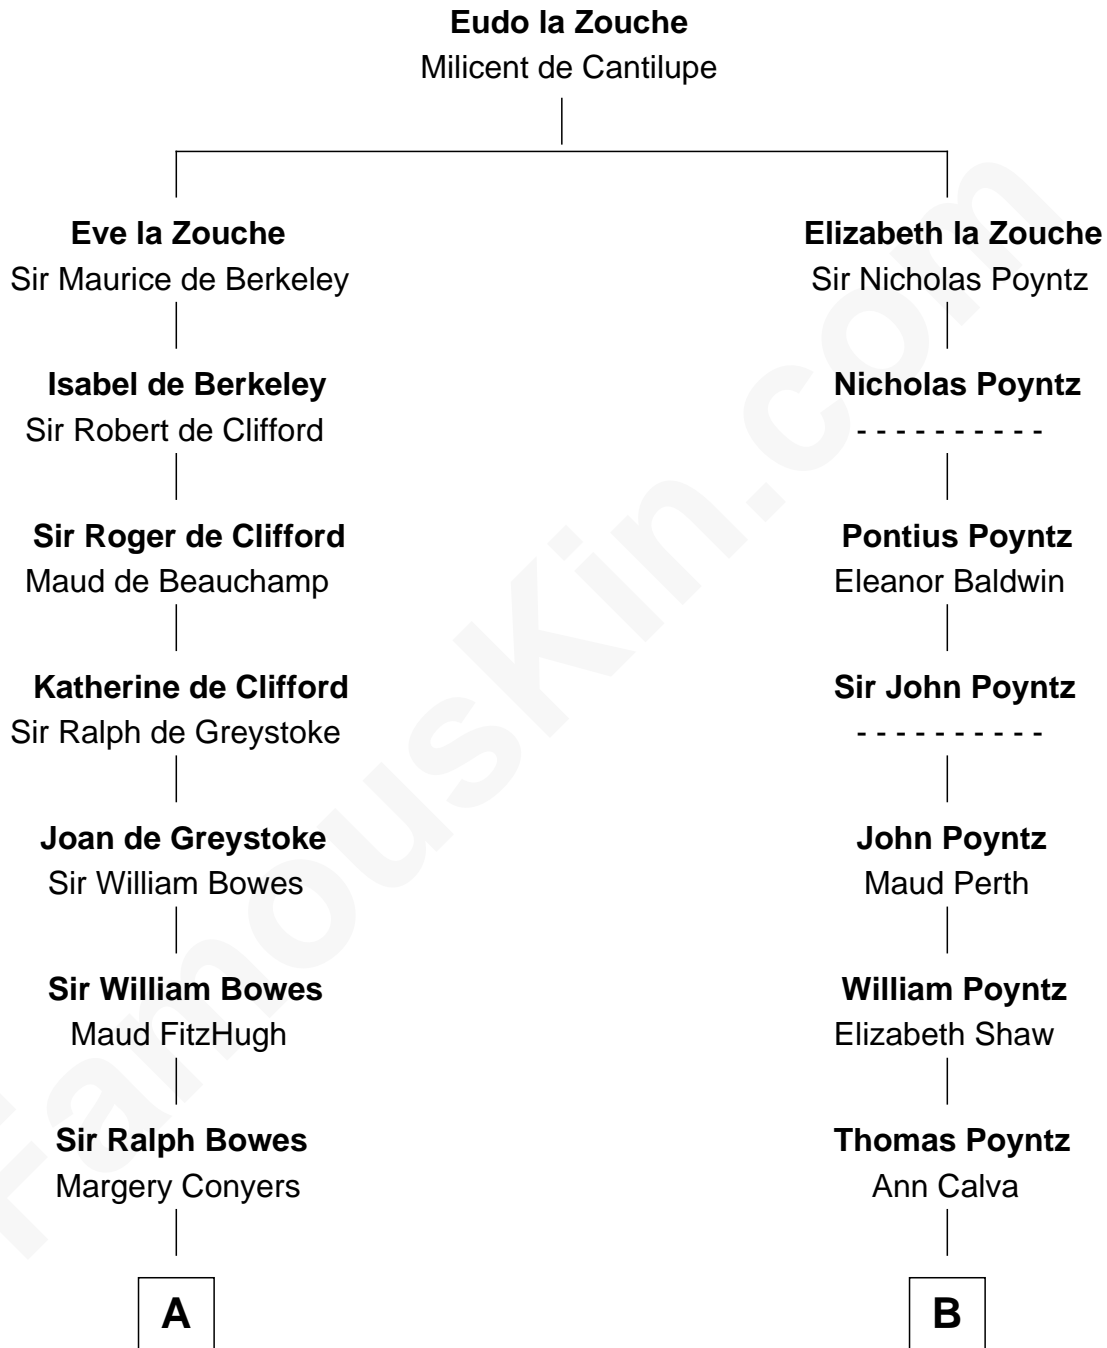 Eudo la Zouche
Milicent de Cantilupe
Eve la Zouche
Sir Maurice de Berkeley
Elizabeth la Zouche
Sir Nicholas Poyntz
Isabel de Berkeley
Sir Robert de Clifford
Nicholas Poyntz
- - - - - - - - - -
Sir Roger de Clifford
Maud de Beauchamp
Pontius Poyntz
Eleanor Baldwin
Katherine de Clifford
Sir Ralph de Greystoke
Sir John Poyntz
- - - - - - - - - -
Joan de Greystoke
Sir William Bowes
John Poyntz
Maud Perth
Sir William Bowes
Maud FitzHugh
William Poyntz
Elizabeth Shaw
Sir Ralph Bowes
Margery Conyers
Thomas Poyntz
Ann Calva
A
B
FamousKin.com